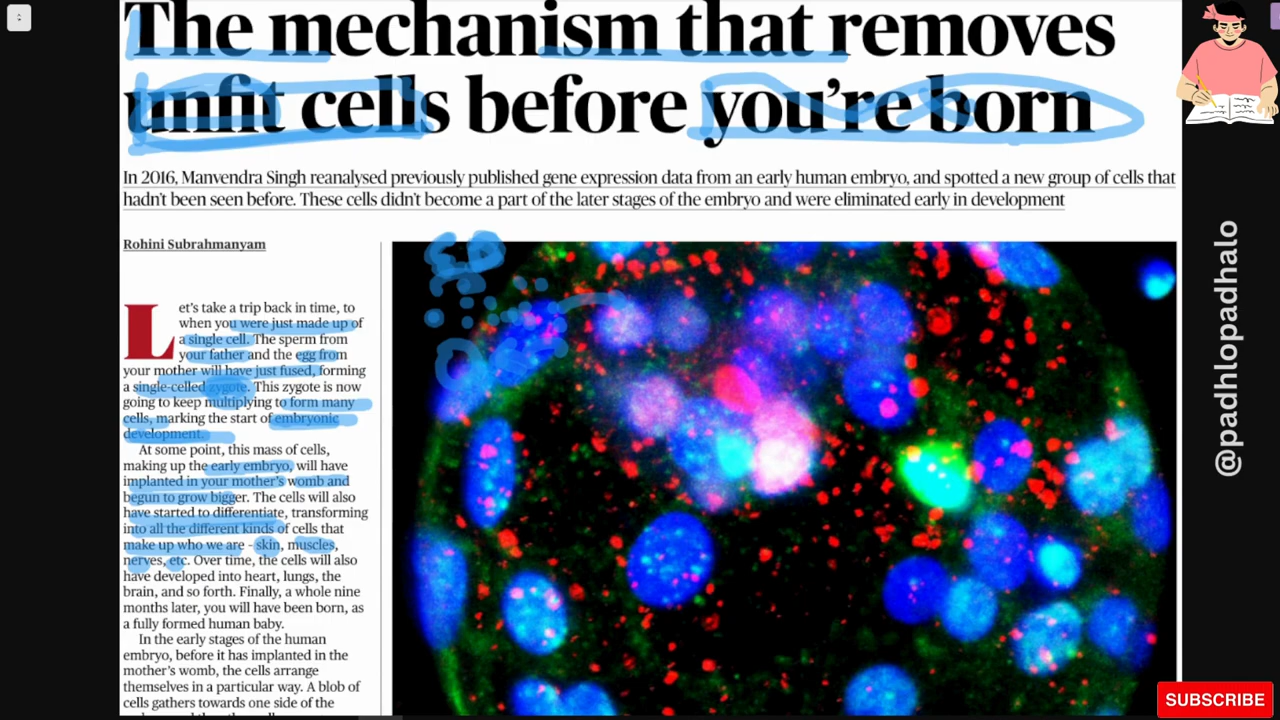 The mechanism that removes
unfit cells before you're born
In 2016, Manvendra Singh reanalysed previously published gene expression data from an early human embryo, and spotted a new group of cells that
hadn't been seen before. These cells didn't become a part of the later stages of the embryo and were eliminated early in development
Rohini Subrahmanyam
Let's take a trip back in time, to
when you were just made up of
a single cell. The sperm from
your father and the egg from
your mother will have just fused, forming
a single-celled zygote. This zygote is now
going to keep multiplying to form many
cells, marking the start of embryonic
development.
At some point, this mass of cells,
making up the early embryo, will have
implanted in your mother's womb and
begun to grow bigger. The cells will also
have started to differentiate, transforming
into all the different kinds of cells that
make up who we are - skin, muscles,
nerves, etc. Over time, the cells will also
have developed into heart, lungs, the
brain, and so forth. Finally, a whole nine
months later, you will have been born, as
a fully formed human baby.
In the early stages of the human
embryo, before it has implanted in the
mother's womb, the cells arrange
themselves in a particular way. A blob of
cells gathers towards one side of the
@padhlopadhalo
SUBSCRIBE